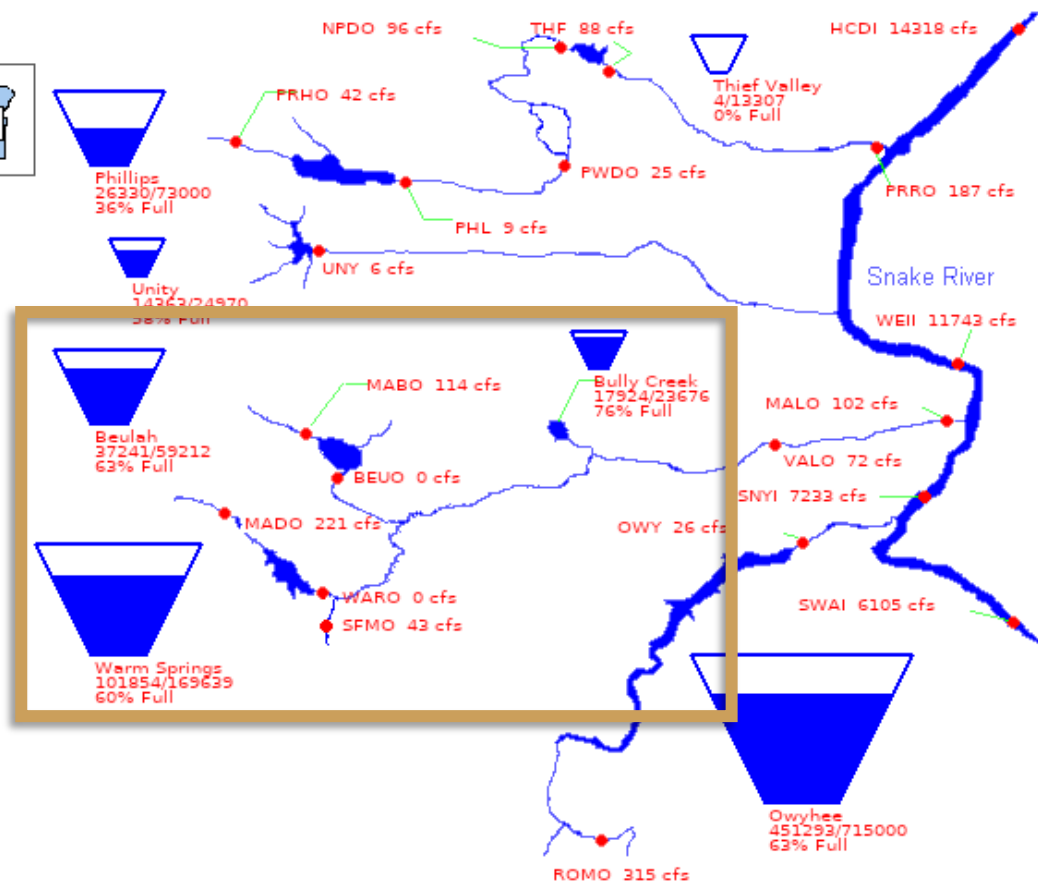 NPDO 96 cfs
THF 88 cfs
HCDI 14318 cfs
Thief Valley
4/13307
0% Full
PRHO 42 cfs
Phillips
26330/73000
36% Full
PWDO 25 cfs
PRRO 187 cfs
PHL 9 cfs
UNY 6 cfs
Unity
14363/24970
58% Full
Snake River
WEII 11743 cfs
MABO 114 cfs
Bully Creek
17924/23676
76% Full
MALO 102 cfs
Beulah
37241/59212
63% Full
BEUO 0 cfs
VALO 72 cfs
SNYI 7233 cfs
MADO 221 cfs
OWY 26 cfs
WARO 0 cfs
SWAI 6105 cfs
SFMO 43 cfs
Warm Springs
101854/169639
60% Full
Owyhee
451293/715000
63% Full
ROMO 315 cfs